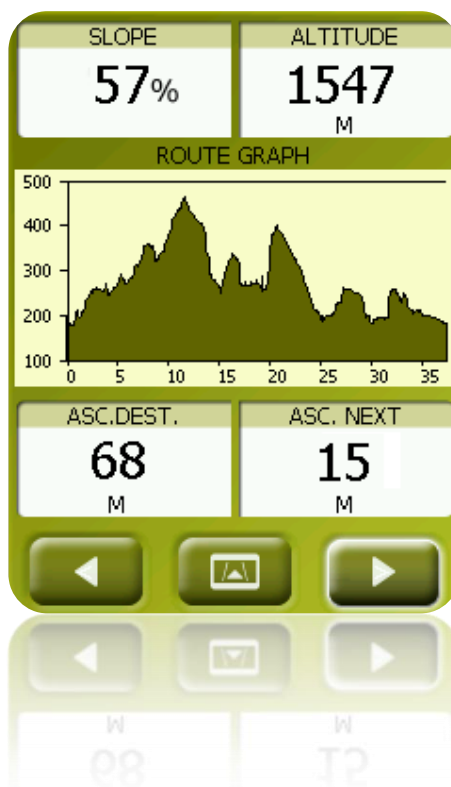 SLOPE
57%
ALTITUDE
1547
M
ROUTE GRAPH
500
400
300
200
100
0 5 10 15 20 25 30 35
ASC.DEST.
68
M
ASC. NEXT
15
M